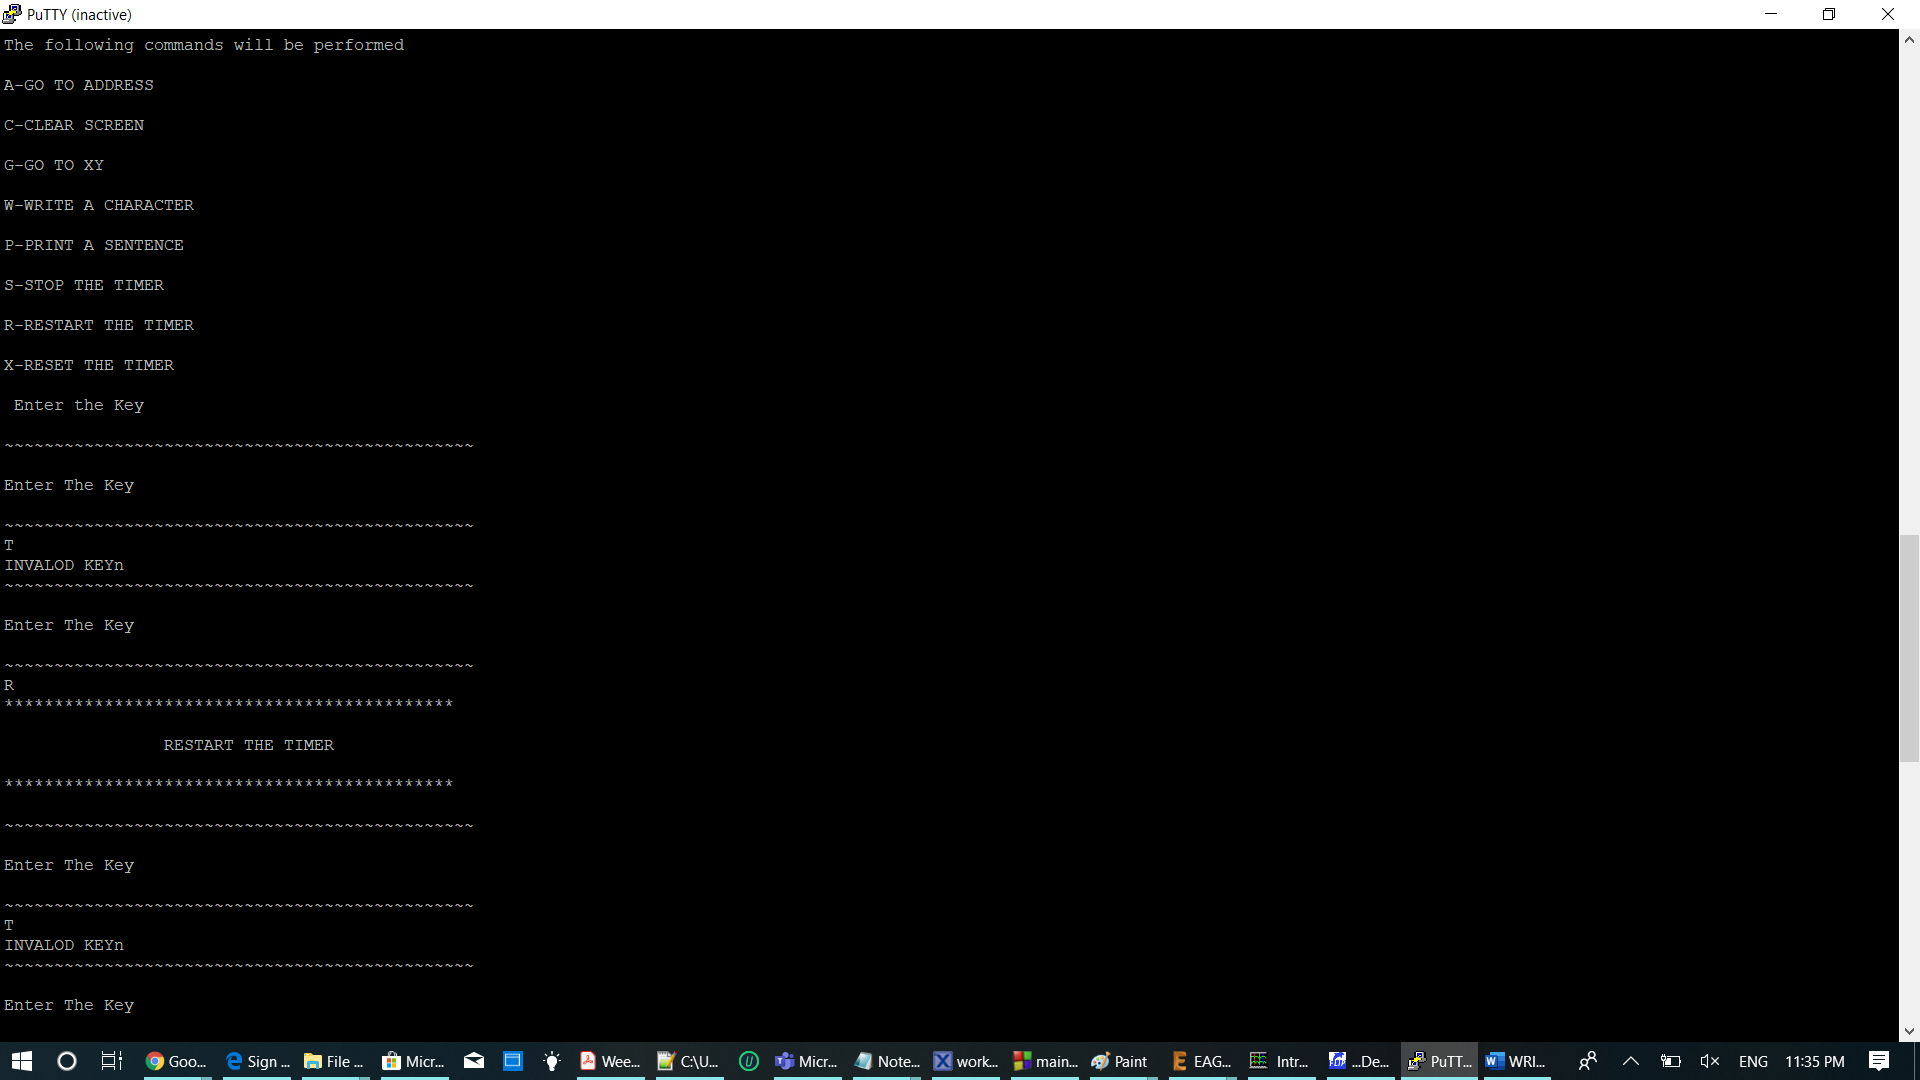 PuTTY (inactive)
The following commands will be performed
A-GO TO ADDRESS
C-CLEAR SCREEN
G-GO TO XY
W-WRITE A CHARACTER
P-PRINT A SENTENCE
S-STOP THE TIMER
R-RESTART THE TIMER
X-RESET THE TIMER
Enter the Key
~~~~~~~~~~~~~~~~~~~~~~~~~~~~~~~~~~~~~~~~~~~~~~~
Enter The Key
~~~~~~~~~~~~~~~~~~~~~~~~~~~~~~~~~~~~~~~~~~~~~~~
T
INVALOD KEYn
~~~~~~~~~~~~~~~~~~~~~~~~~~~~~~~~~~~~~~~~~~~~~~~
Enter The Key
~~~~~~~~~~~~~~~~~~~~~~~~~~~~~~~~~~~~~~~~~~~~~~~
R
*********************************************
RESTART THE TIMER
*********************************************
~~~~~~~~~~~~~~~~~~~~~~~~~~~~~~~~~~~~~~~~~~~~~~~
Enter The Key
~~~~~~~~~~~~~~~~~~~~~~~~~~~~~~~~~~~~~~~~~~~~~~~
T
INVALOD KEYn
~~~~~~~~~~~~~~~~~~~~~~~~~~~~~~~~~~~~~~~~~~~~~~~
Enter The Key
Goo... Sign ... File ... Micr... Wee... C:\U... Micr... Note... work... main... Paint EAG... Intr... ...De... PuTT... WRI... ENG 11:35 PM